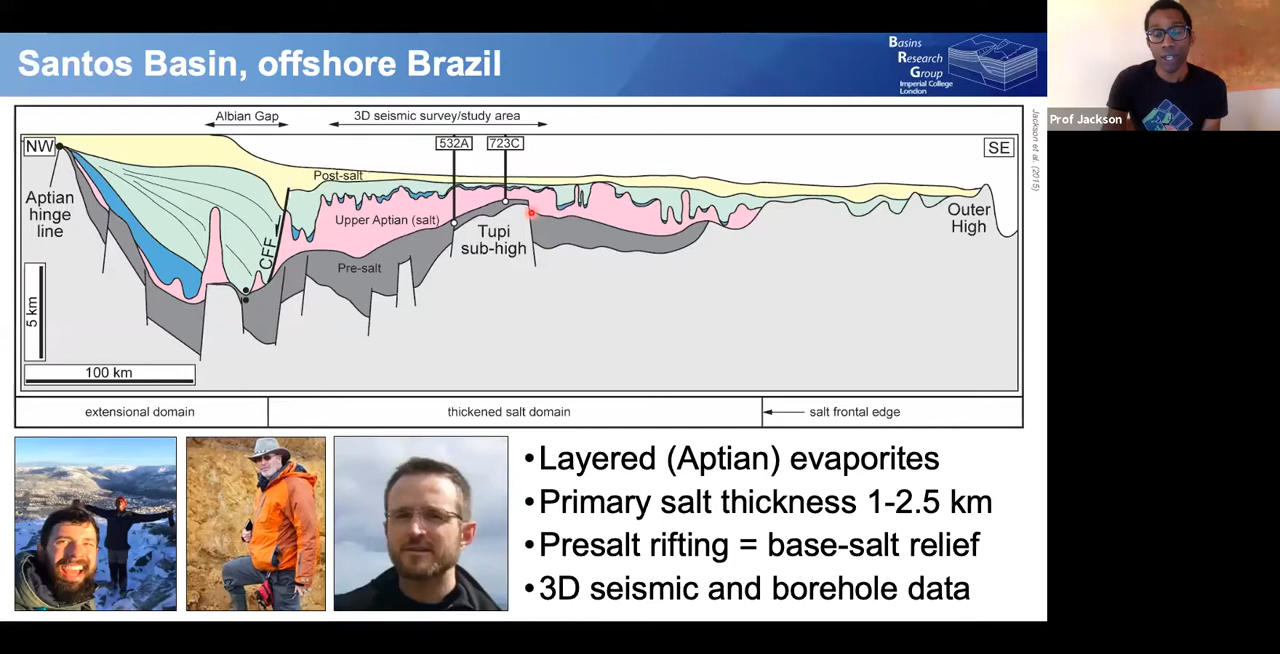 Santos Basin, offshore Brazil
Basins
Research
Group
Imperial College
London
Prof Jackson
Jackson et al. (2015)
Albian Gap
3D seismic survey/study area
NW
532A
723C
SE
Post-salt
Aptian
hinge
line
Upper Aptian (salt)
CFF
Tupi
sub-high
Outer
High
Pre-salt
5 km
100 km
extensional domain
thickened salt domain
salt frontal edge
•Layered (Aptian) evaporites
•Primary salt thickness 1-2.5 km
•Presalt rifting = base-salt relief
•3D seismic and borehole data